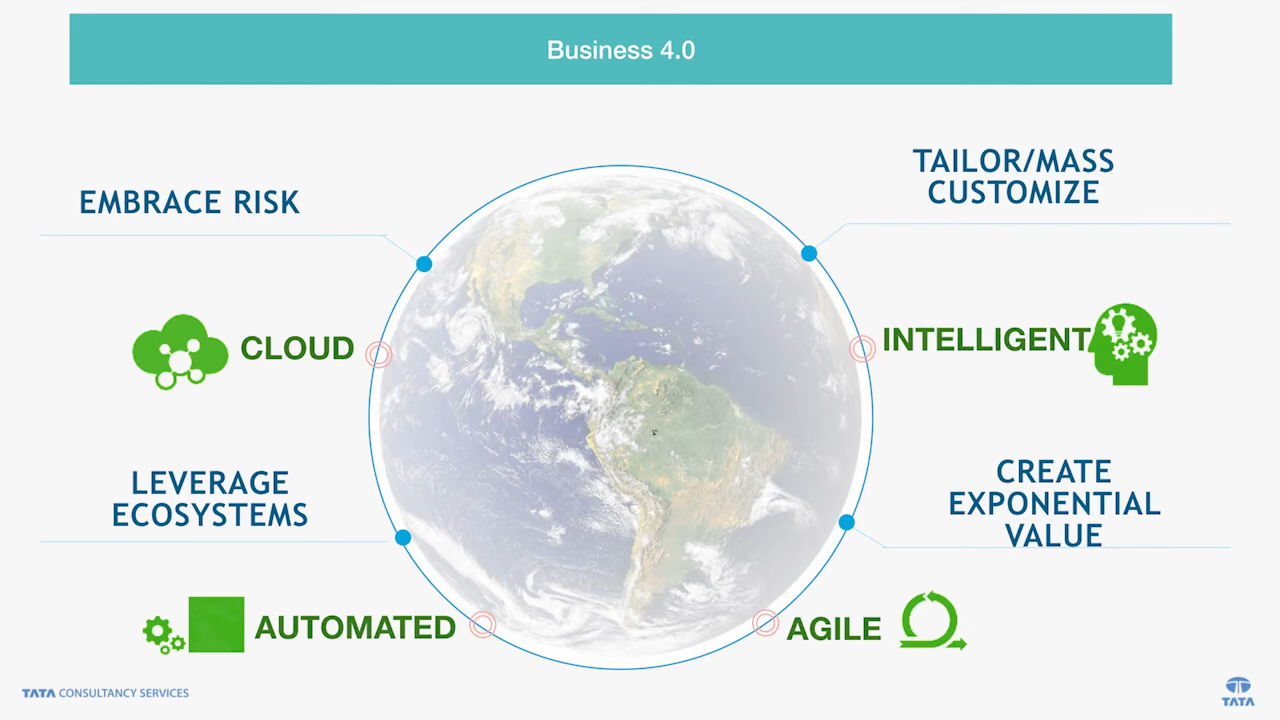 Business 4.0
EMBRACE RISK
TAILOR/MASS
CUSTOMIZE
CLOUD
INTELLIGENT
LEVERAGE
ECOSYSTEMS
CREATE
EXPONENTIAL
VALUE
AUTOMATED
AGILE
TATA CONSULTANCY SERVICES
TATA